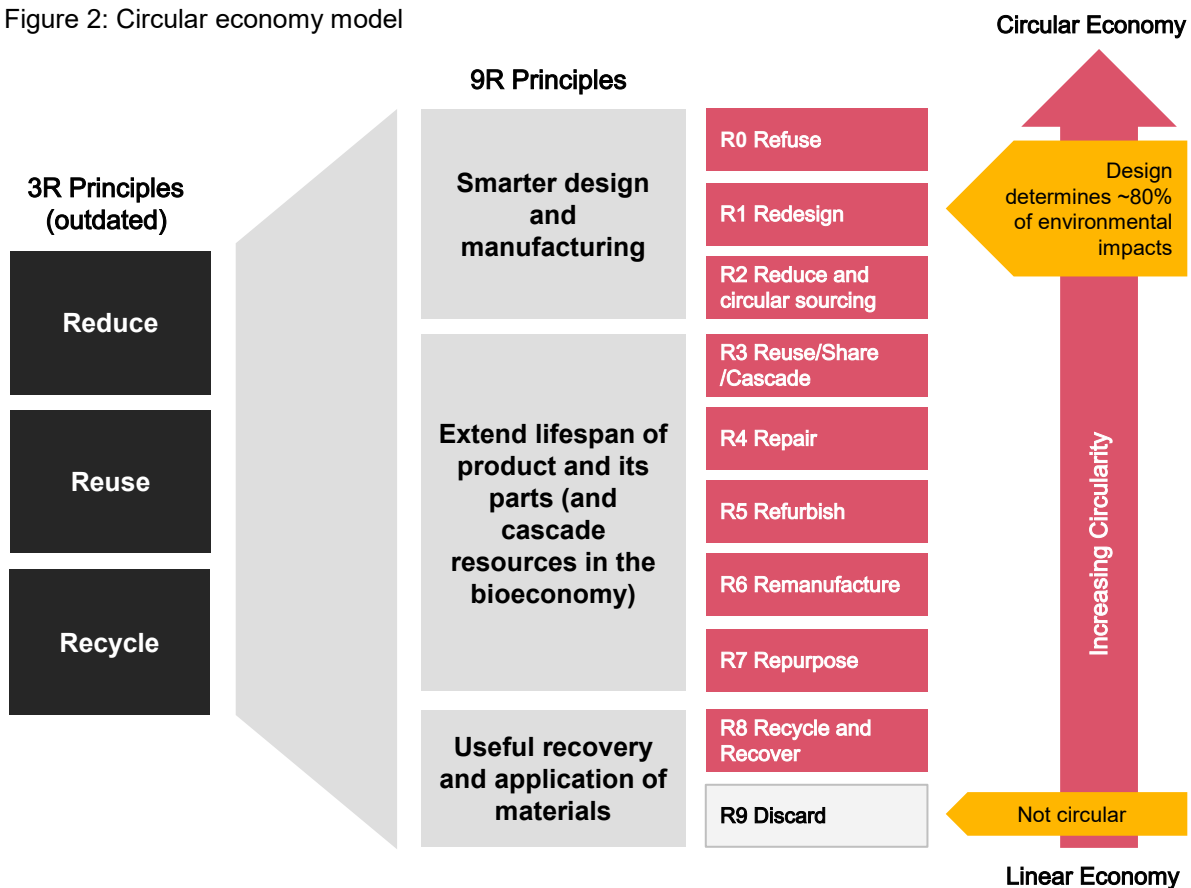 Figure 2: Circular economy model
Circular Economy
9R Principles
3R Principles
(outdated)
Reduce
Reuse
Recycle
Smarter design
and
manufacturing
R0 Refuse
R1 Redesign
R2 Reduce and
circular sourcing
Extend lifespan of
product and its
parts (and
cascade
resources in the
bioeconomy)
R3 Reuse/Share
/Cascade
R4 Repair
R5 Refurbish
R6 Remanufacture
R7 Repurpose
Useful recovery
and application of
materials
R8 Recycle and
Recover
R9 Discard
Design
determines ~80%
of environmental
impacts
Increasing Circularity
Not circular
Linear Economy